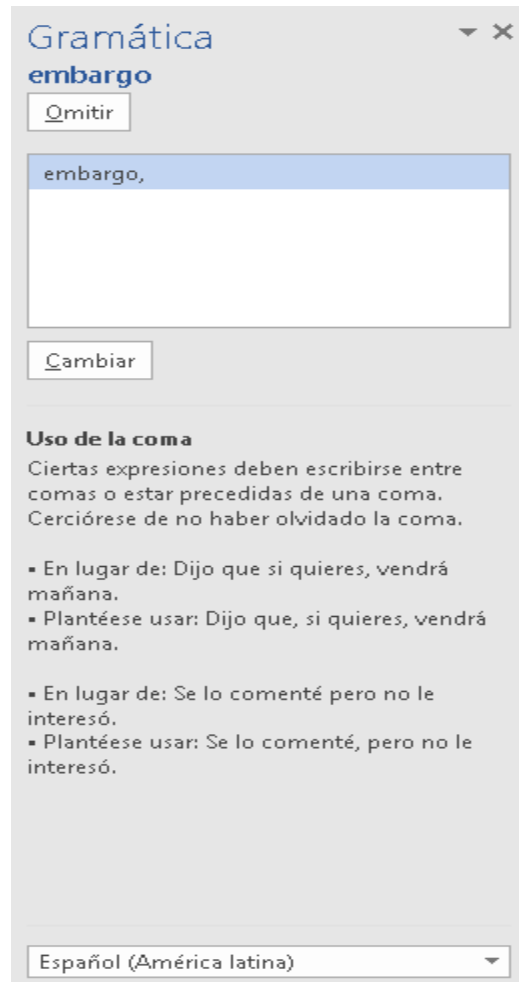 Gramática
embargo
Omitir
embargo,
Cambiar
Uso de la coma
Ciertas expresiones deben escribirse entre
comas o estar precedidas de una coma.
Cerciórese de no haber olvidado la coma.
▪ En lugar de: Dijo que si quieres, vendrá
mañana.
▪ Plantéese usar: Dijo que, si quieres, vendrá
mañana.
▪ En lugar de: Se lo comenté pero no le
interesó.
▪ Plantéese usar: Se lo comenté, pero no le
interesó.
Español (América latina)